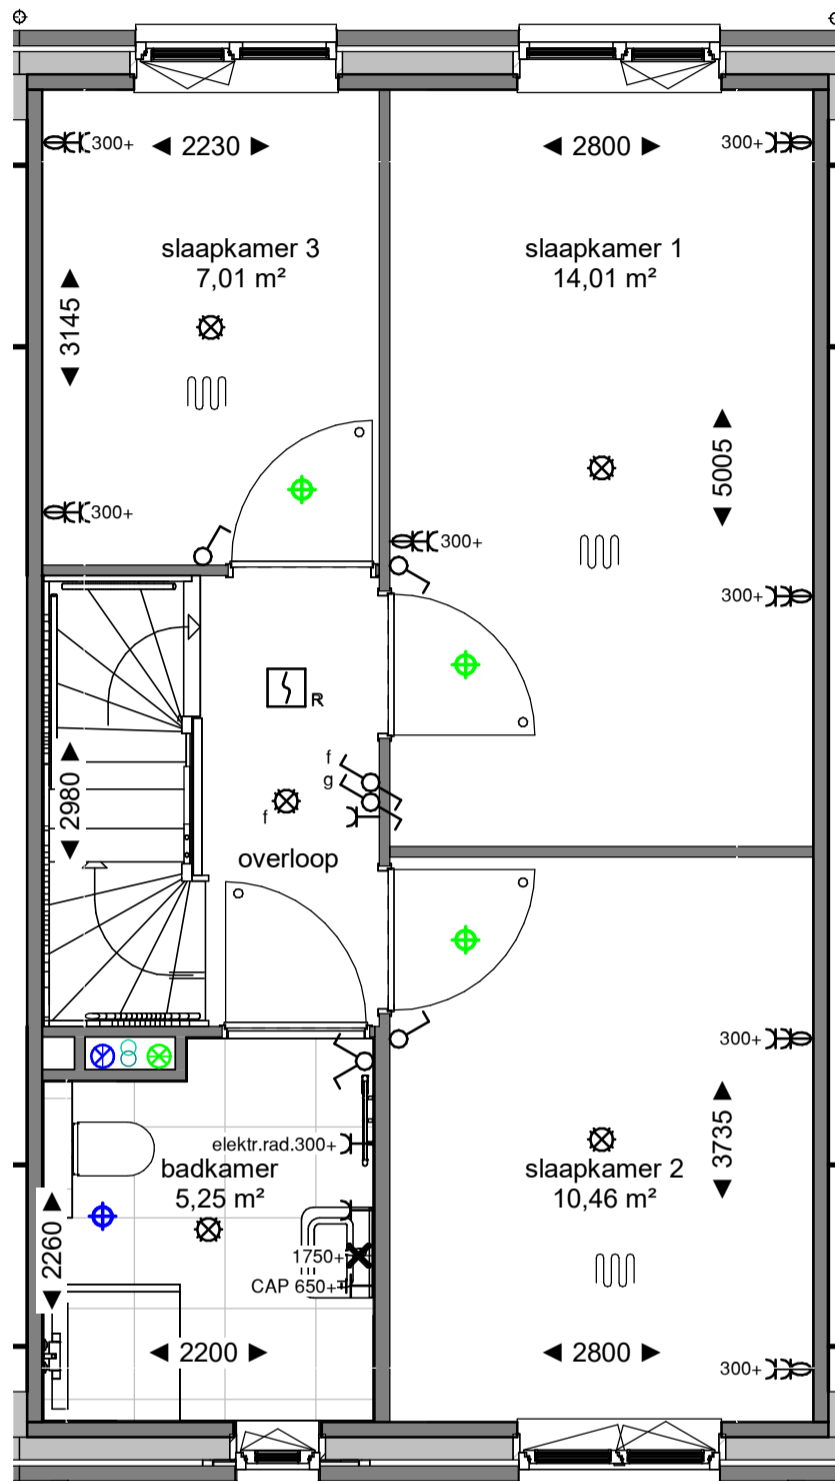 300+
2230
2800
300+
slaapkamer 3
7,01 m²
slaapkamer 1
14,01 m²
3145
5005
300+
300+
300+
R
f
g
f
2980
overloop
300+
elektr.rad.300+
badkamer
5,25 m²
slaapkamer 2
10,46 m²
3735
2260
1750+
CAP 650+
2200
2800
300+